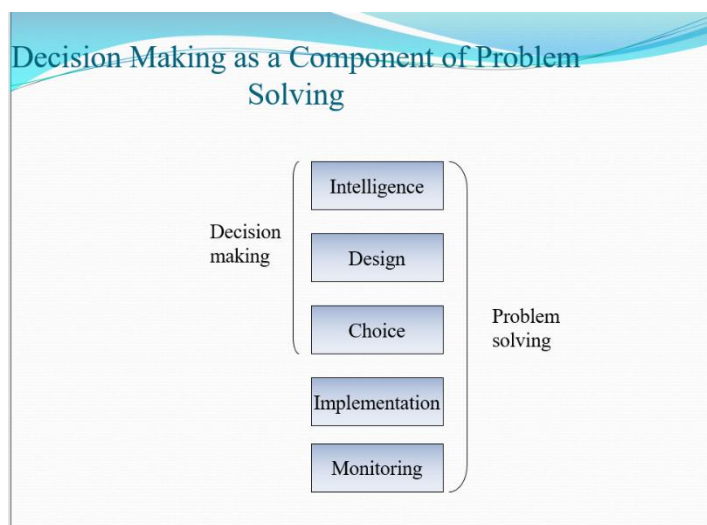 Decision Making as a Component of Problem
Solving
Intelligence
Decision
making
Design
Choice
Problem
solving
Implementation
Monitoring